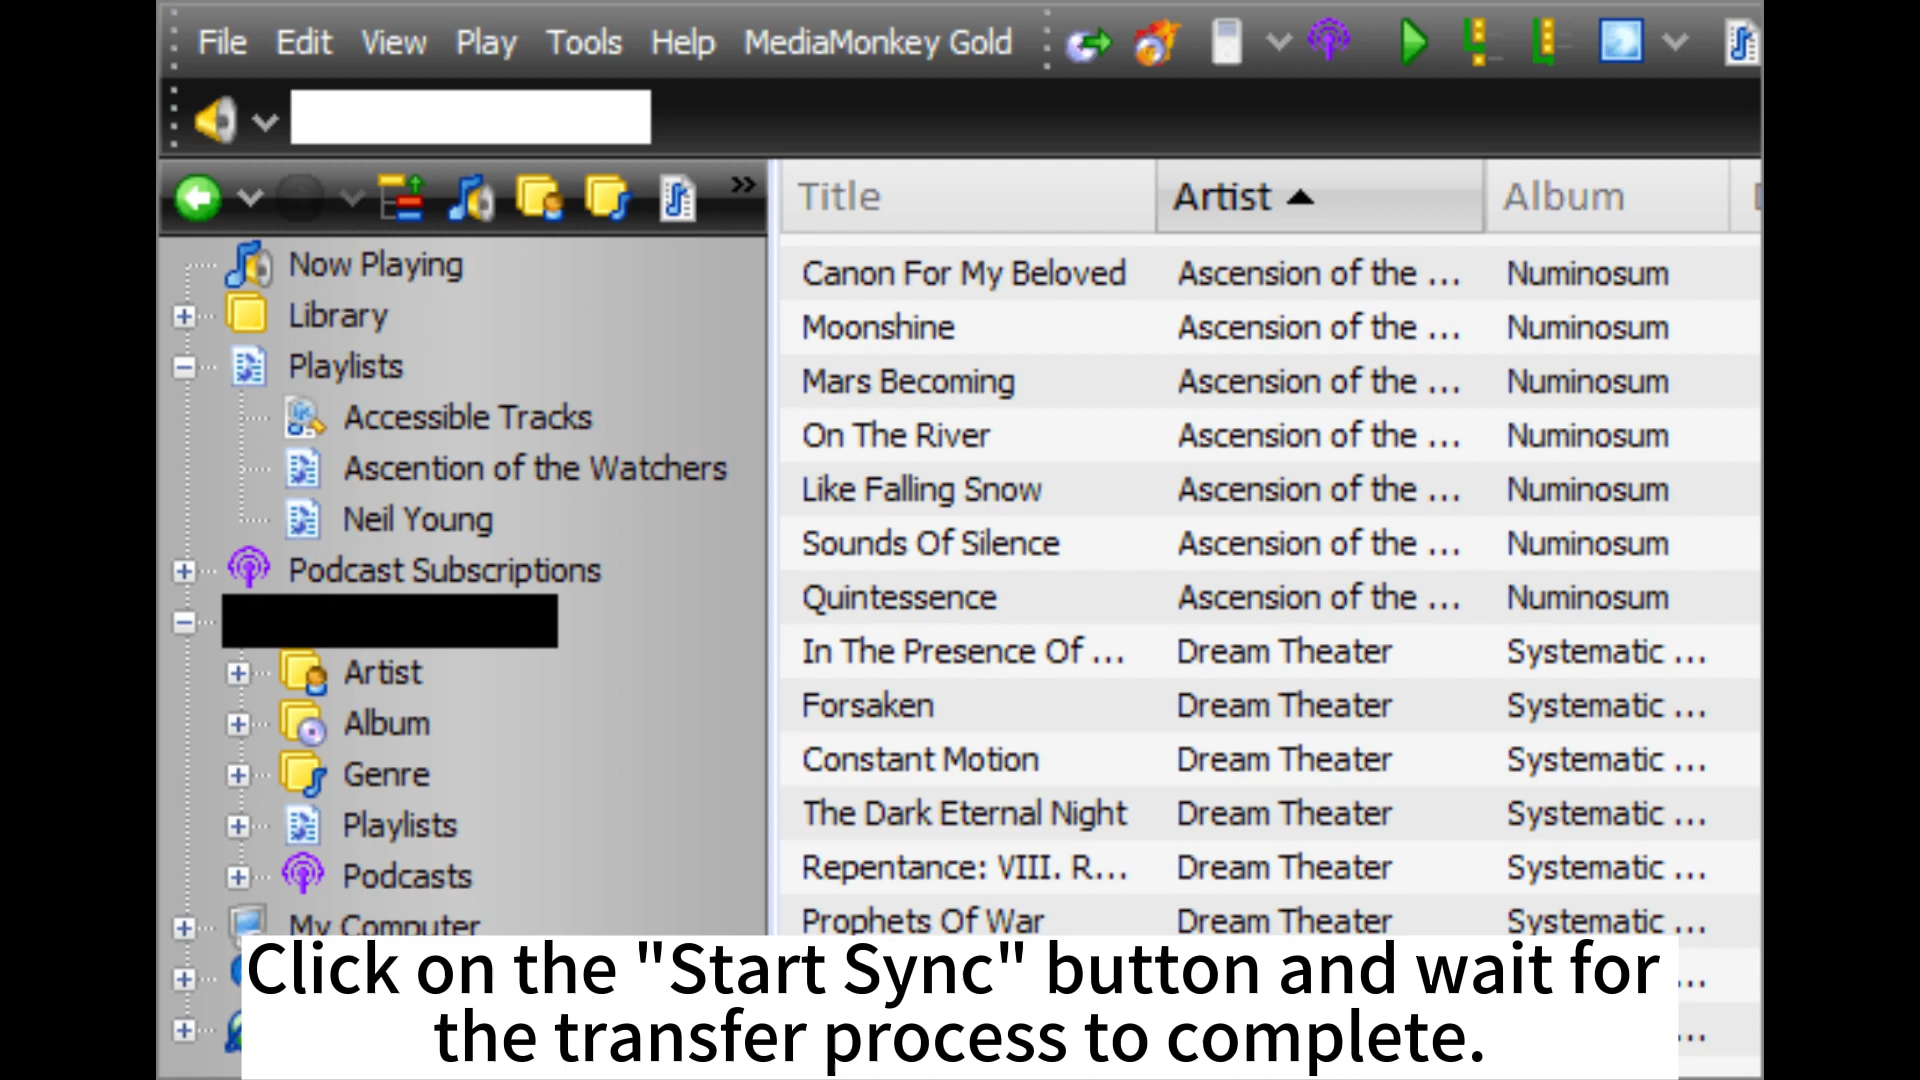 File Edit View Play Tools Help MediaMonkey Gold
Title Artist Album
Now Playing
Library
Playlists
Accessible Tracks
Ascention of the Watchers
Neil Young
Podcast Subscriptions
Artist
Album
Genre
Playlists
Podcasts
My Computer
Canon For My Beloved Ascension of the ... Numinosum
Moonshine Ascension of the ... Numinosum
Mars Becoming Ascension of the ... Numinosum
On The River Ascension of the ... Numinosum
Like Falling Snow Ascension of the ... Numinosum
Sounds Of Silence Ascension of the ... Numinosum
Quintessence Ascension of the ... Numinosum
In The Presence Of ... Dream Theater Systematic ...
Forsaken Dream Theater Systematic ...
Constant Motion Dream Theater Systematic ...
The Dark Eternal Night Dream Theater Systematic ...
Repentance: VIII. R... Dream Theater Systematic ...
Prophets Of War Dream Theater Systematic ...
Click on the "Start Sync" button and wait for
the transfer process to complete.